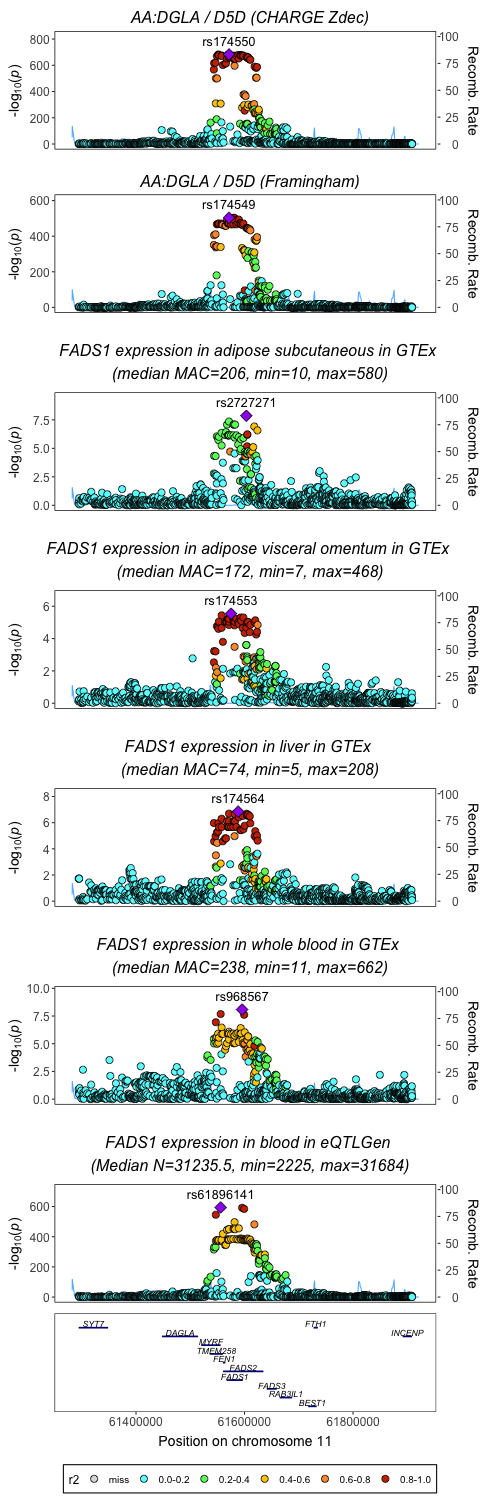 AA:DGLA / D5D (CHARGE Zdec)
rs174550
800
600
400
200
0
100
75
50
25
0
-log10(p)
Recomb. Rate
AA:DGLA / D5D (Framingham)
rs174549
600
400
200
0
100
75
50
25
0
-log10(p)
Recomb. Rate
FADS1 expression in adipose subcutaneous in GTEx
(median MAC=206, min=10, max=580)
rs2727271
7.5
5.0
2.5
0.0
100
75
50
25
0
-log10(p)
Recomb. Rate
FADS1 expression in adipose visceral omentum in GTEx
(median MAC=172, min=7, max=468)
rs174553
6
4
2
0
100
75
50
25
0
-log10(p)
Recomb. Rate
FADS1 expression in liver in GTEx
(median MAC=74, min=5, max=208)
rs174564
8
6
4
2
0
100
75
50
25
0
-log10(p)
Recomb. Rate
FADS1 expression in whole blood in GTEx
(median MAC=238, min=11, max=662)
rs968567
10.0
7.5
5.0
2.5
0.0
100
75
50
25
0
-log10(p)
Recomb. Rate
FADS1 expression in blood in eQTLGen
(Median N=31235.5, min=2225, max=31684)
rs61896141
600
400
200
0
100
75
50
25
0
-log10(p)
Recomb. Rate
SYT7 FTH1
DAGLA INCENP
MYRF
TMEM258
FEN1
FADS2
FADS1
FADS3
RAB3IL1
BEST1
61400000 61600000 61800000
Position on chromosome 11
r2 miss 0.0-0.2 0.2-0.4 0.4-0.6 0.6-0.8 0.8-1.0